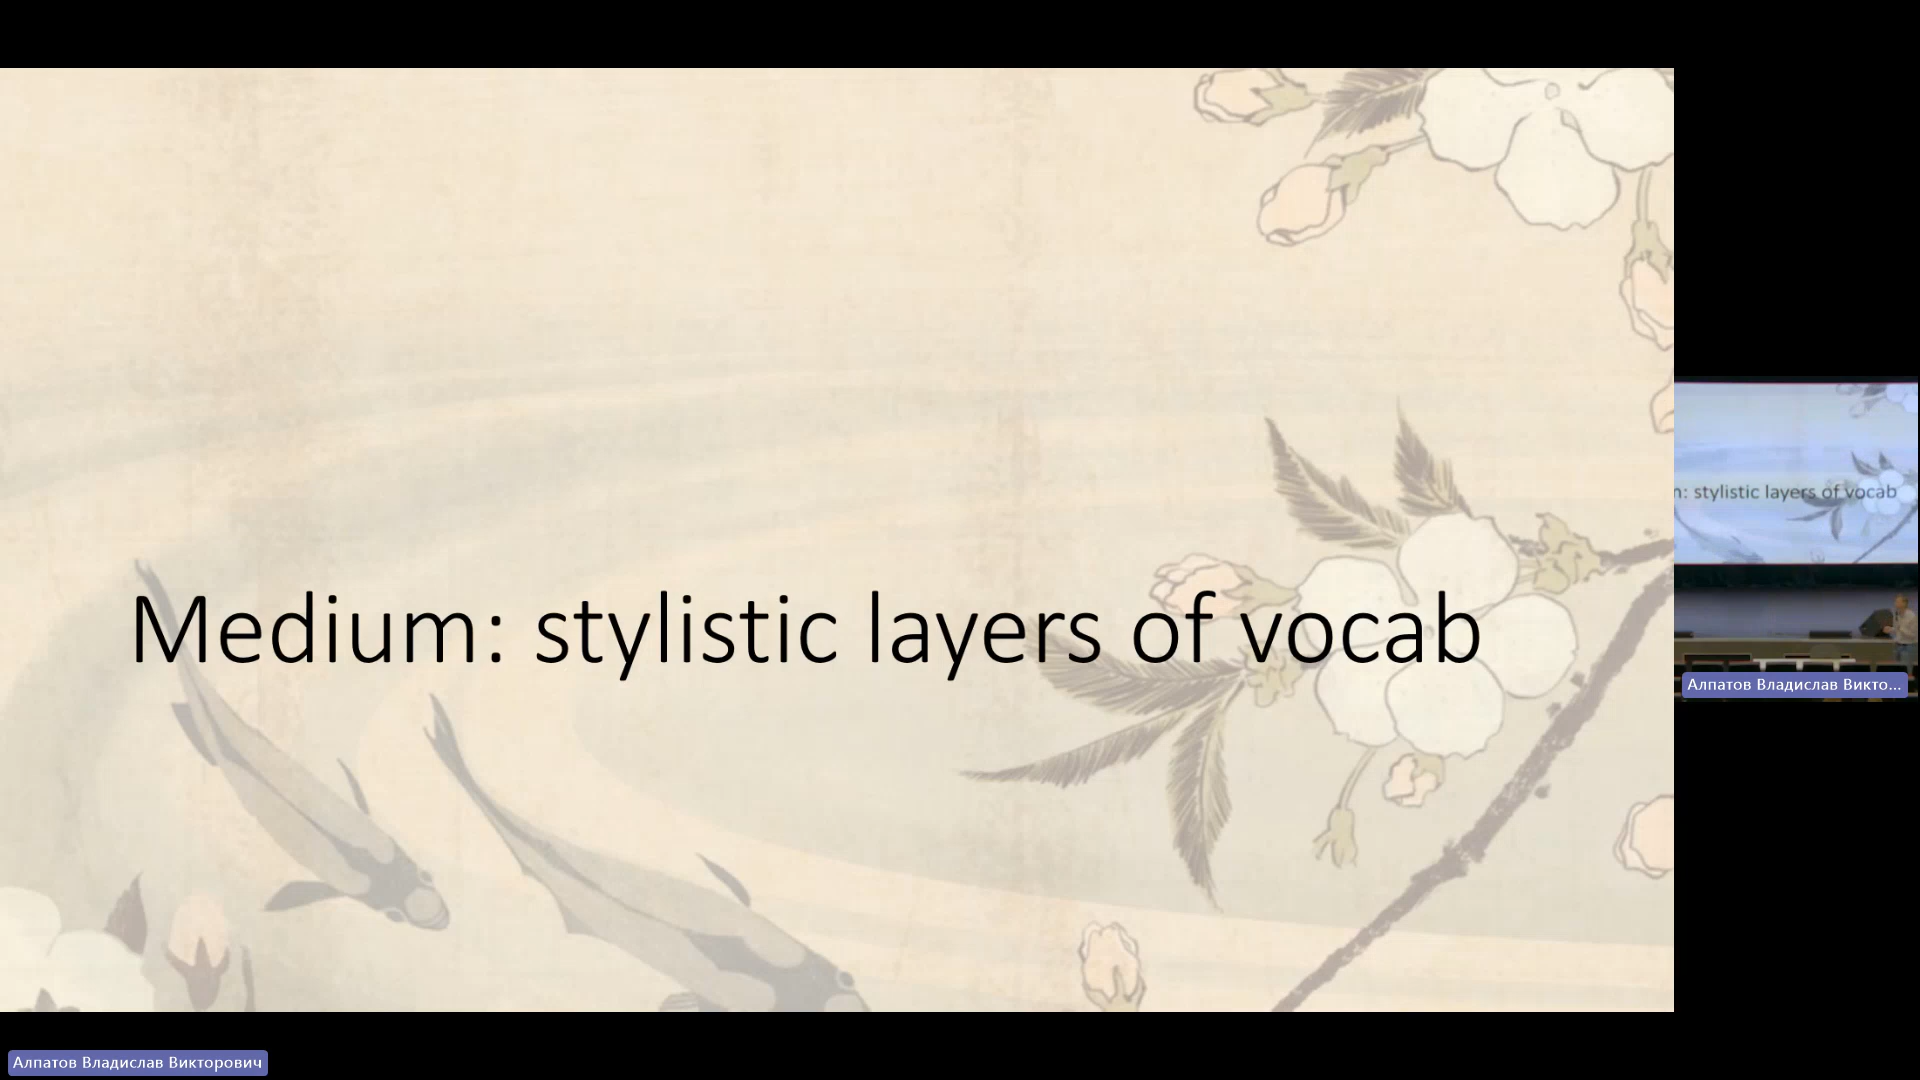 Medium: stylistic layers of vocab
n: stylistic layers of vocab
Алпатов Владислав Викто...
Алпатов Владислав Викторович